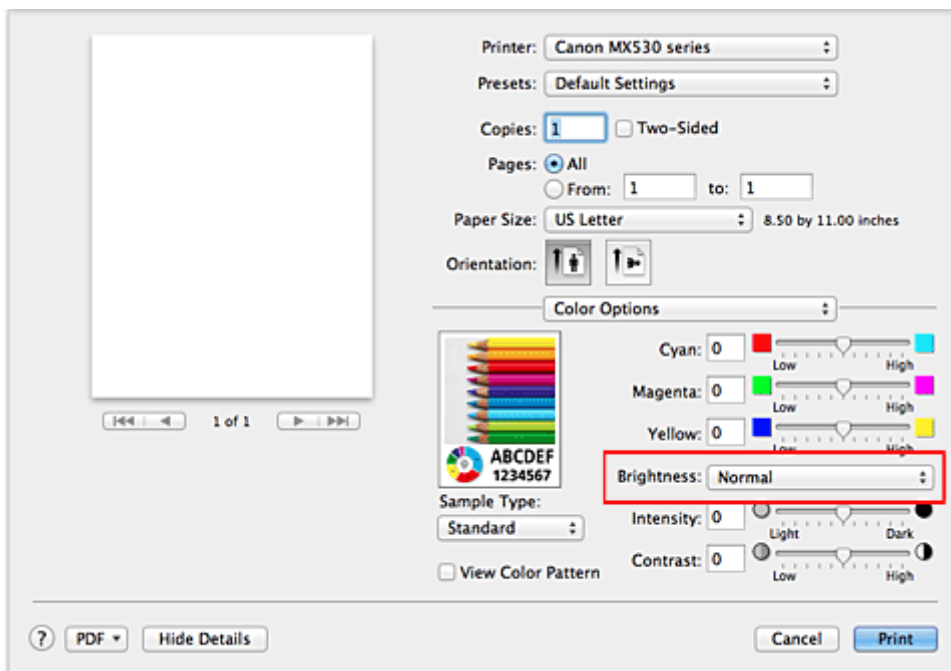 Printer: Canon MX530 series
Presets: Default Settings
Copies: 1 Two-Sided
Pages: All
From: 1 to: 1
Paper Size: US Letter 8.50 by 11.00 inches
Orientation:
Color Options
1 of 1
Cyan: 0
Low High
Magenta: 0
Low High
Yellow: 0
Low High
ABCDEF
1234567
Brightness: Normal
Sample Type:
Standard
Intensity: 0
Light Dark
View Color Pattern
Contrast: 0
Low High
? PDF Hide Details Cancel Print